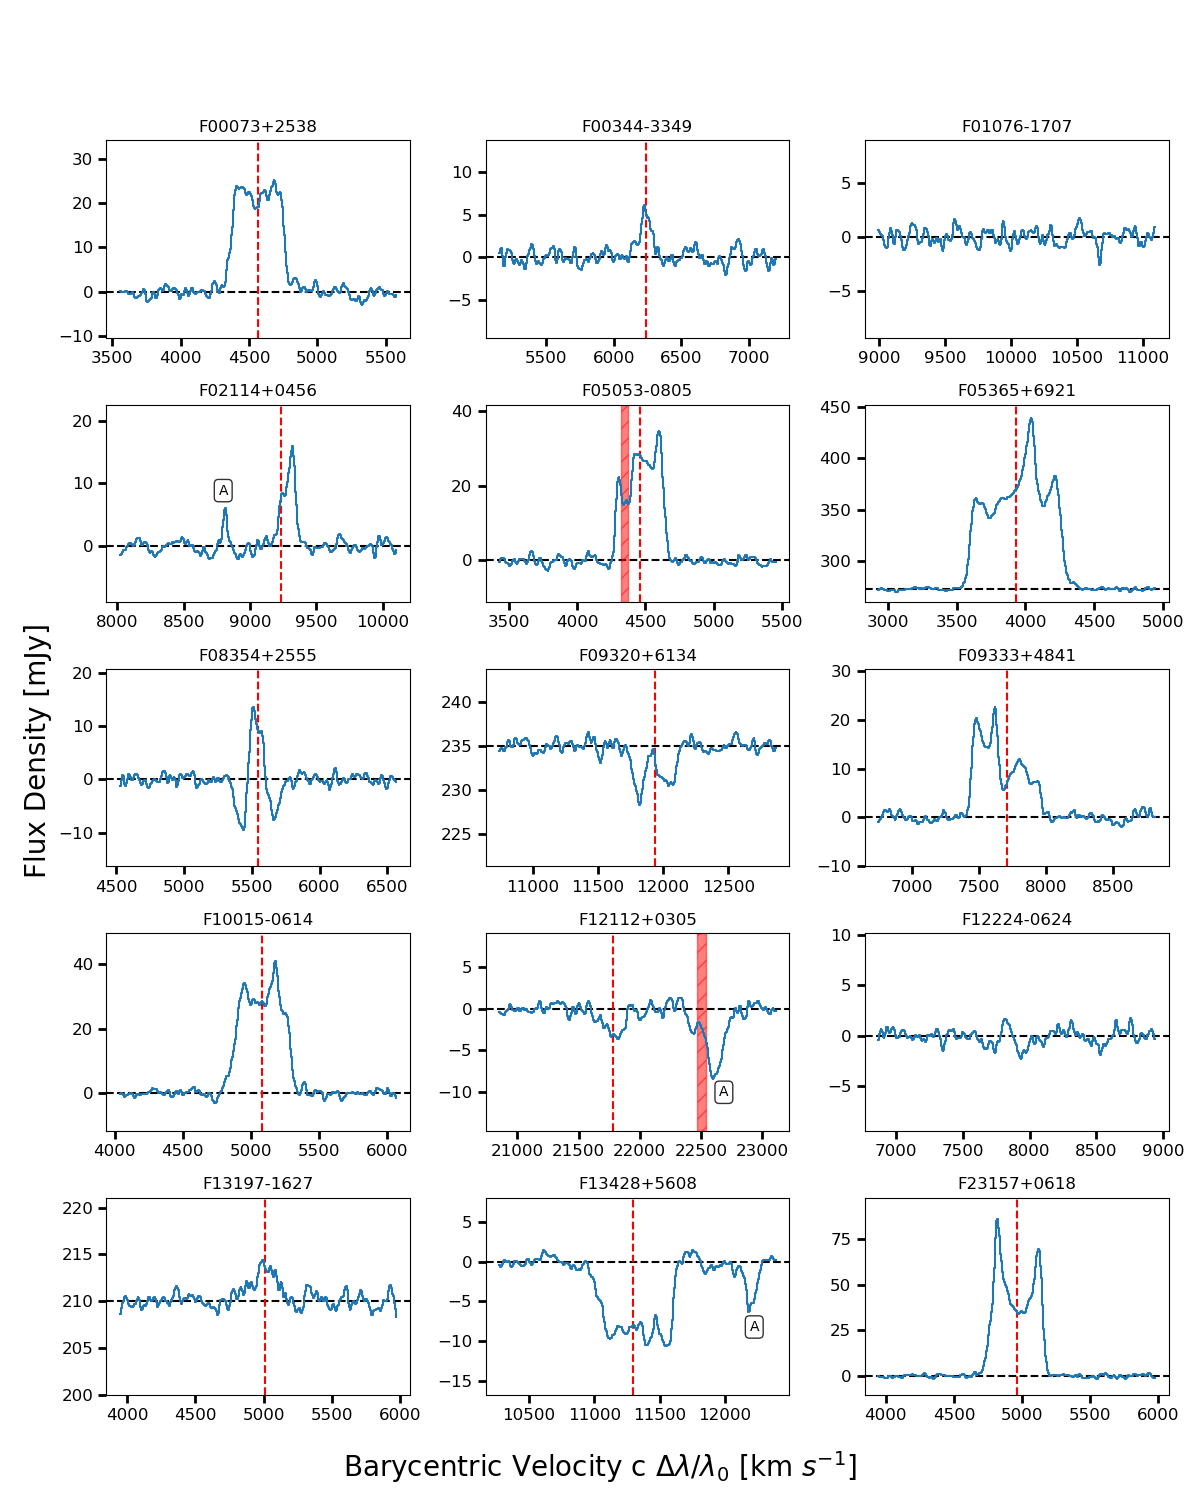 F00073+2538 F00344-3349 F01076-1707
30 20 10 0 −10
10 5 0 −5
5 0 −5
3500 4000 4500 5000 5500
5500 6000 6500 7000
9000 9500 10000 10500 11000
F02114+0456 F05053-0805 F05365+6921
20 10 0
A
40 20 0
450 400 350 300
8000 8500 9000 9500 10000
3500 4000 4500 5000 5500
3000 3500 4000 4500 5000
F08354+2555 F09320+6134 F09333+4841
20 10 0 −10
240 235 230 225
30 20 10 0 −10
4500 5000 5500 6000 6500
11000 11500 12000 12500
7000 7500 8000 8500
Flux Density [mJy]
F10015-0614 F12112+0305 F12224-0624
40 20 0
5 0 −5 −10
A
10 5 0 −5
4000 4500 5000 5500 6000
21000 21500 22000 22500 23000
7000 7500 8000 8500 9000
F13197-1627 F13428+5608 F23157+0618
220 215 210 205 200
5 0 −5 −10 −15
A
75 50 25 0
4000 4500 5000 5500 6000
10500 11000 11500 12000
4000 4500 5000 5500 6000
Barycentric Velocity c Δλ/λ₀ [km s⁻¹]